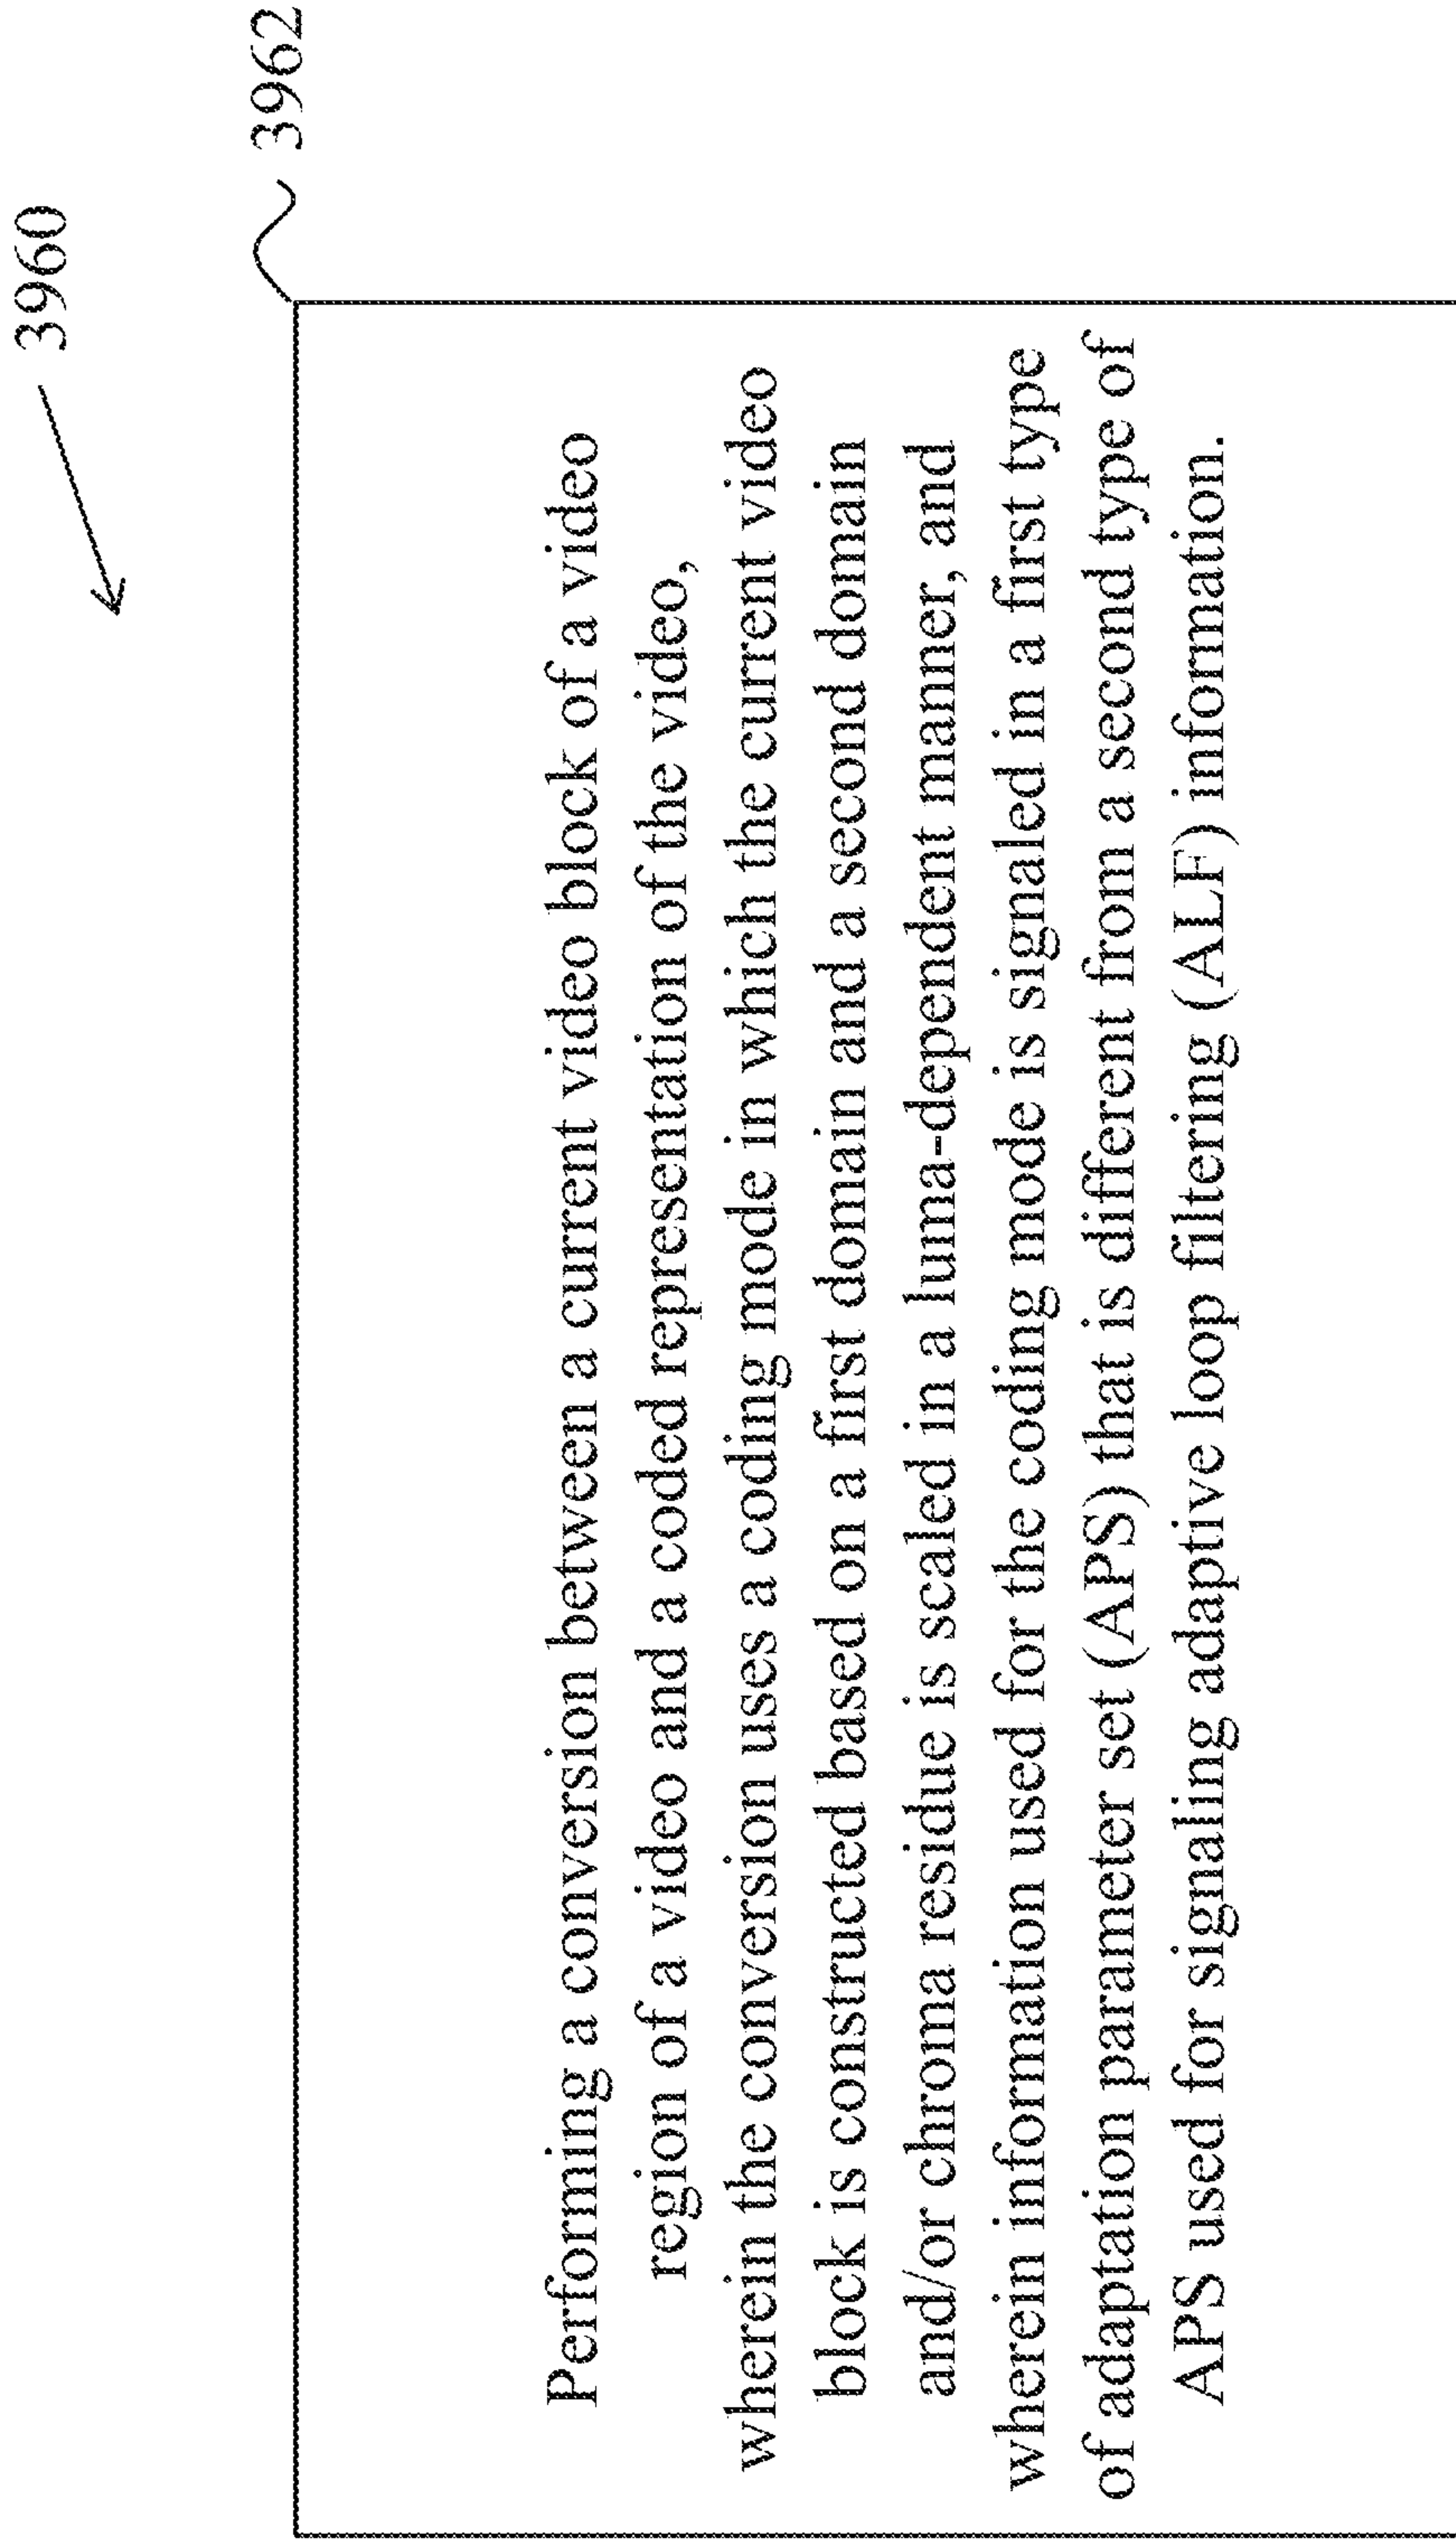 3960
3962
Performing a conversion between a current video block of a video
region of a video and a coded representation of the video,
wherein the conversion uses a coding mode in which the current video
block is constructed based on a first domain and a second domain
and/or chroma residue is scaled in a luma-dependent manner, and
wherein information used for the coding mode is signaled in a first type
of adaptation parameter set (APS) that is different from a second type of
APS used for signaling adaptive loop filtering (ALF) information.